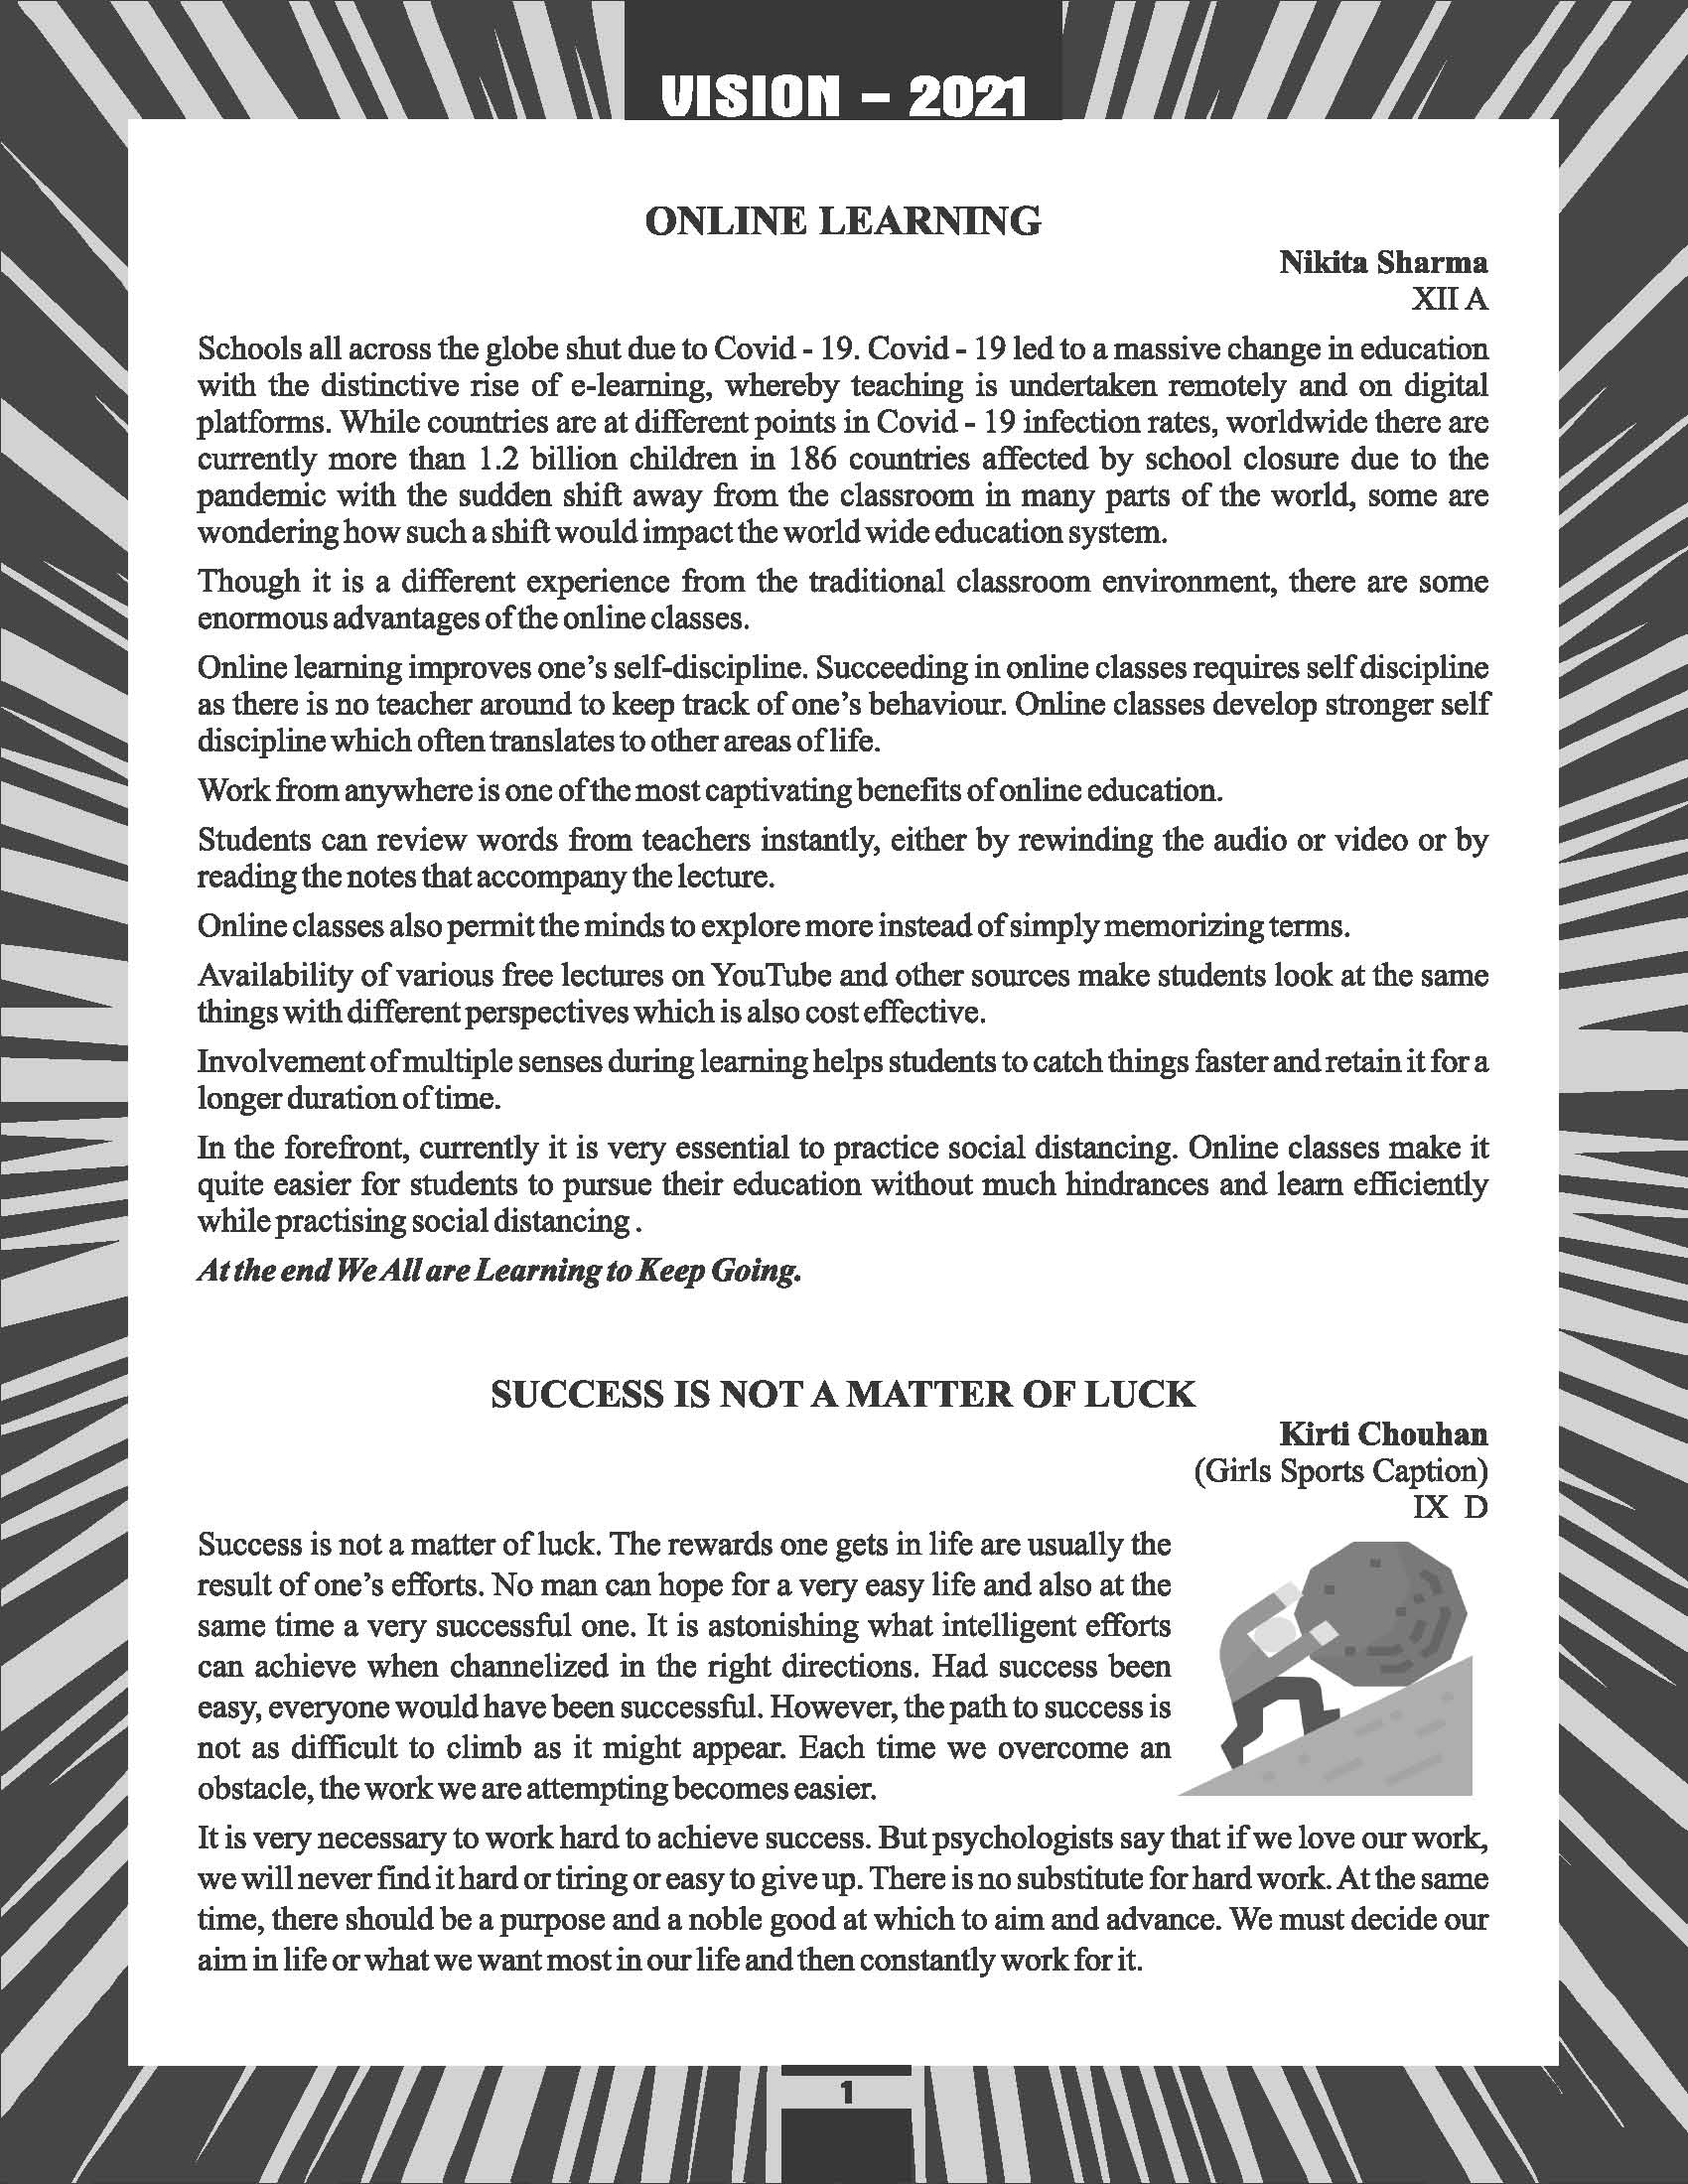 VISION – 2021
ONLINE LEARNING
Nikita Sharma
XII A
Schools all across the globe shut due to Covid - 19. Covid - 19 led to a massive change in education
with the distinctive rise of e-learning, whereby teaching is undertaken remotely and on digital
platforms. While countries are at different points in Covid - 19 infection rates, worldwide there are
currently more than 1.2 billion children in 186 countries affected by school closure due to the
pandemic with the sudden shift away from the classroom in many parts of the world, some are
wondering how such a shift would impact the world wide education system.
Though it is a different experience from the traditional classroom environment, there are some
enormous advantages of the online classes.
Online learning improves one’s self-discipline. Succeeding in online classes requires self discipline
as there is no teacher around to keep track of one’s behaviour. Online classes develop stronger self
discipline which often translates to other areas of life.
Work from anywhere is one of the most captivating benefits of online education.
Students can review words from teachers instantly, either by rewinding the audio or video or by
reading the notes that accompany the lecture.
Online classes also permit the minds to explore more instead of simply memorizing terms.
Availability of various free lectures on YouTube and other sources make students look at the same
things with different perspectives which is also cost effective.
Involvement of multiple senses during learning helps students to catch things faster and retain it for a
longer duration of time.
In the forefront, currently it is very essential to practice social distancing. Online classes make it
quite easier for students to pursue their education without much hindrances and learn efficiently
while practising social distancing .
At the end We All are Learning to Keep Going.
SUCCESS IS NOT A MATTER OF LUCK
Kirti Chouhan
(Girls Sports Caption)
IX D
Success is not a matter of luck. The rewards one gets in life are usually the
result of one’s efforts. No man can hope for a very easy life and also at the
same time a very successful one. It is astonishing what intelligent efforts
can achieve when channelized in the right directions. Had success been
easy, everyone would have been successful. However, the path to success is
not as difficult to climb as it might appear. Each time we overcome an
obstacle, the work we are attempting becomes easier.
It is very necessary to work hard to achieve success. But psychologists say that if we love our work,
we will never find it hard or tiring or easy to give up. There is no substitute for hard work. At the same
time, there should be a purpose and a noble good at which to aim and advance. We must decide our
aim in life or what we want most in our life and then constantly work for it.
1